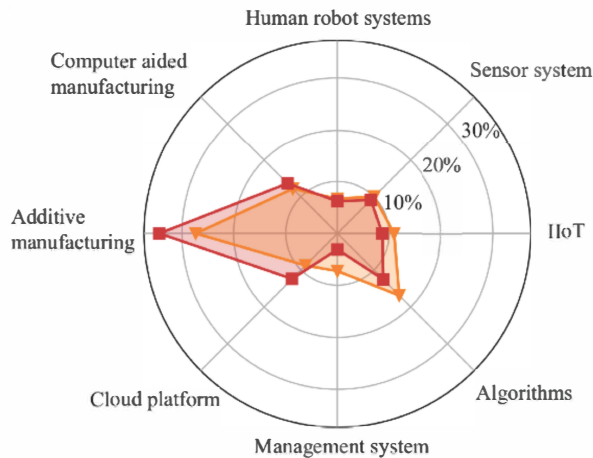 Human robot systems
Computer aided
manufacturing
Sensor system
30%
20%
10%
Additive
manufacturing
IIoT
Cloud platform
Algorithms
Management system